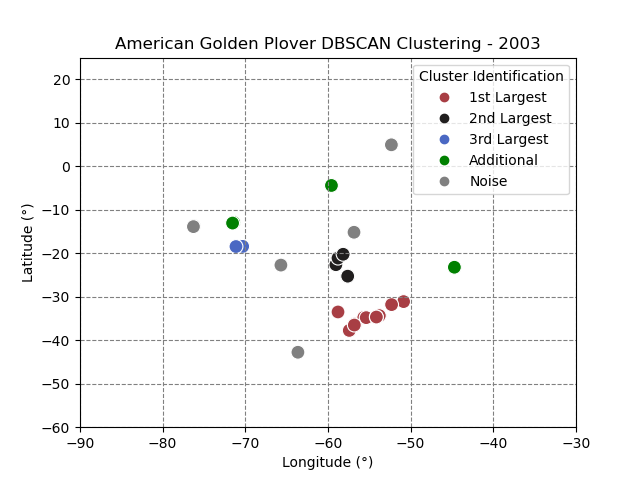 American Golden Plover DBSCAN Clustering - 2003
Cluster Identification
1st Largest
2nd Largest
3rd Largest
Additional
Noise
20
10
0
−10
−20
−30
−40
−50
−60
Latitude (°)
−90
−80
−70
−60
−50
−40
−30
Longitude (°)